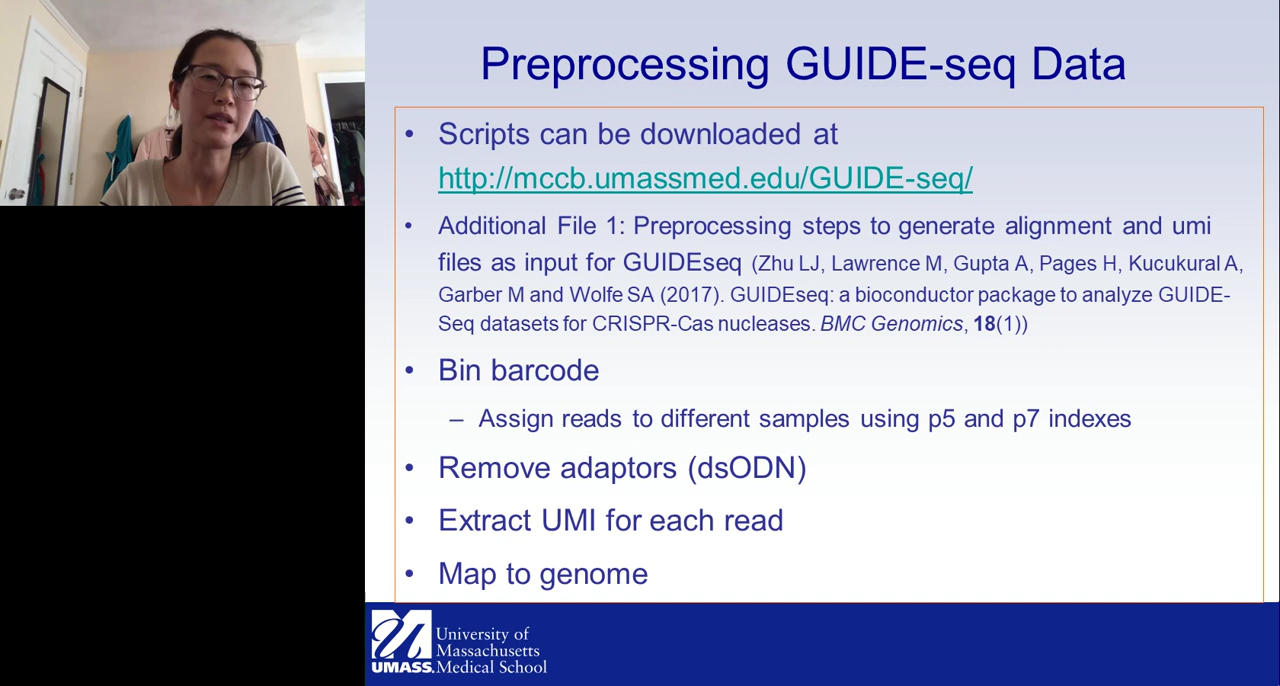 Preprocessing GUIDE-seq Data
• Scripts can be downloaded at
http://mccb.umassmed.edu/GUIDE-seq/
• Additional File 1: Preprocessing steps to generate alignment and umi
files as input for GUIDEseq (Zhu LJ, Lawrence M, Gupta A, Pages H, Kucukural A,
Garber M and Wolfe SA (2017). GUIDEseq: a bioconductor package to analyze GUIDE-
Seq datasets for CRISPR-Cas nucleases. BMC Genomics, 18(1))
• Bin barcode
– Assign reads to different samples using p5 and p7 indexes
• Remove adaptors (dsODN)
• Extract UMI for each read
• Map to genome
UMASS.
University of
Massachusetts
Medical School